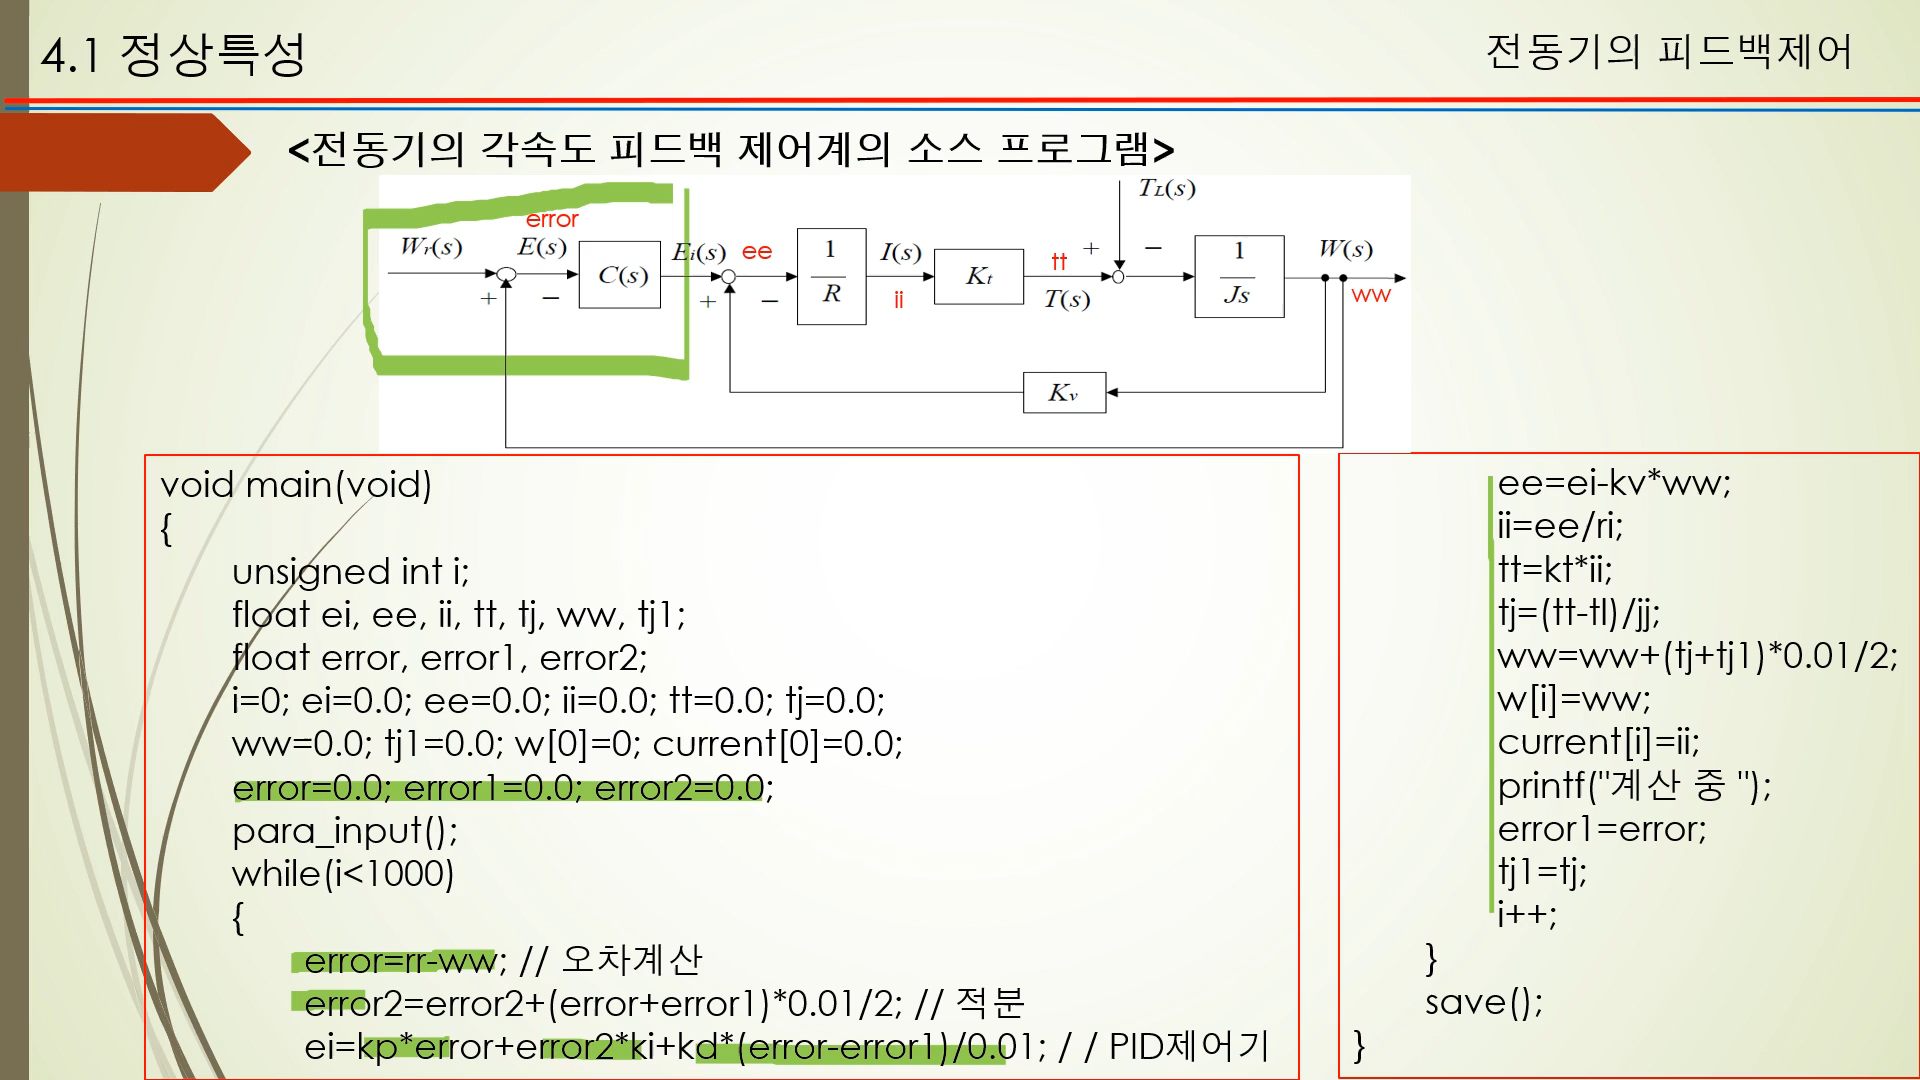 4.1 정상특성
전동기의 피드백제어
<전동기의 각속도 피드백 제어계의 소스 프로그램>
TL(s)
error
Wr(s)
E(s)
C(s)
Ei(s)
ee
1
R
I(s)
ii
Kt
tt
T(s)
+
−
1
Js
W(s)
ww
+
−
+
−
Kv
void main(void)
{
unsigned int i;
float ei, ee, ii, tt, tj, ww, tj1;
float error, error1, error2;
i=0; ei=0.0; ee=0.0; ii=0.0; tt=0.0; tj=0.0;
ww=0.0; tj1=0.0; w[0]=0; current[0]=0.0;
error=0.0; error1=0.0; error2=0.0;
para_input();
while(i<1000)
{
error=rr-ww; // 오차계산
error2=error2+(error+error1)*0.01/2; // 적분
ei=kp*error+error2*ki+kd*(error-error1)/0.01; / / PID제어기
ee=ei-kv*ww;
ii=ee/ri;
tt=kt*ii;
tj=(tt-tl)/jj;
ww=ww+(tj+tj1)*0.01/2;
w[i]=ww;
current[i]=ii;
printf("계산 중 ");
error1=error;
tj1=tj;
i++;
}
save();
}